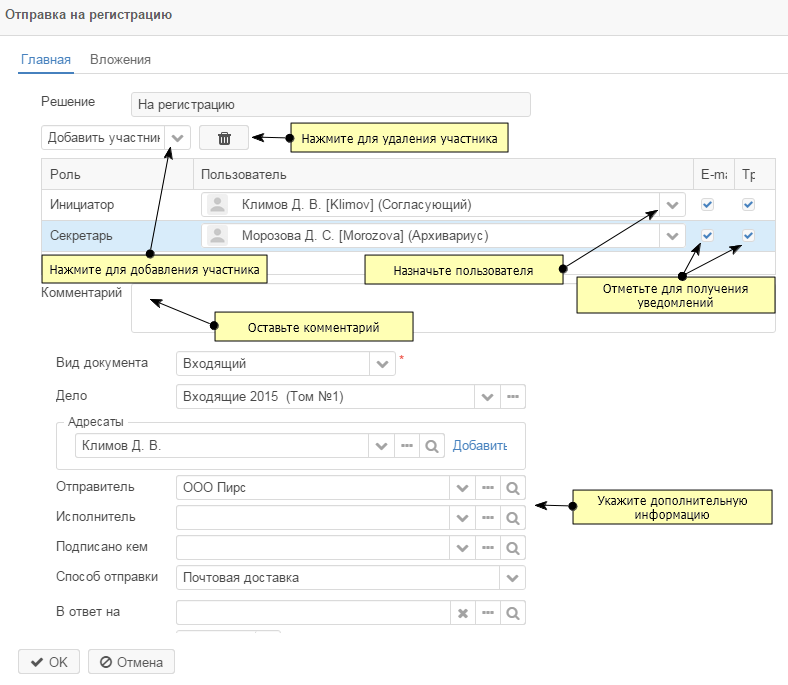 Отправка на регистрацию
Главная Вложения
Решение На регистрацию
Добавить участник Нажмите для удаления участника
Роль Пользователь E-ma Тр
Инициатор Климов Д. В. [Klimov] (Согласующий)
Секретарь Морозова Д. С. [Morozova] (Архивариус)
Нажмите для добавления участника Назначьте пользователя
Отметьте для получения
уведомлений
Комментарий
Оставьте комментарий
Вид документа Входящий *
Дело Входящие 2015 (Том №1)
Адресаты
Климов Д. В. Добавить
Отправитель ООО Пирс
Укажите дополнительную
информацию
Исполнитель
Подписано кем
Способ отправки Почтовая доставка
В ответ на
OK Отмена